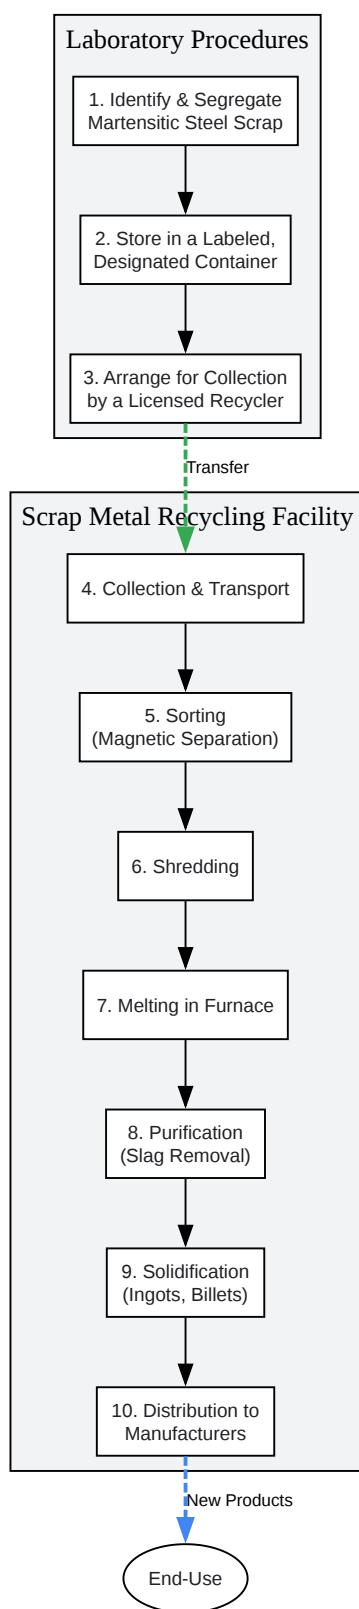 Laboratory Procedures
1. Identify & Segregate
Martensitic Steel Scrap
2. Store in a Labeled,
Designated Container
3. Arrange for Collection
by a Licensed Recycler
Transfer
Scrap Metal Recycling Facility
4. Collection & Transport
5. Sorting
(Magnetic Separation)
6. Shredding
7. Melting in Furnace
8. Purification
(Slag Removal)
9. Solidification
(Ingots, Billets)
10. Distribution to
Manufacturers
New Products
End-Use